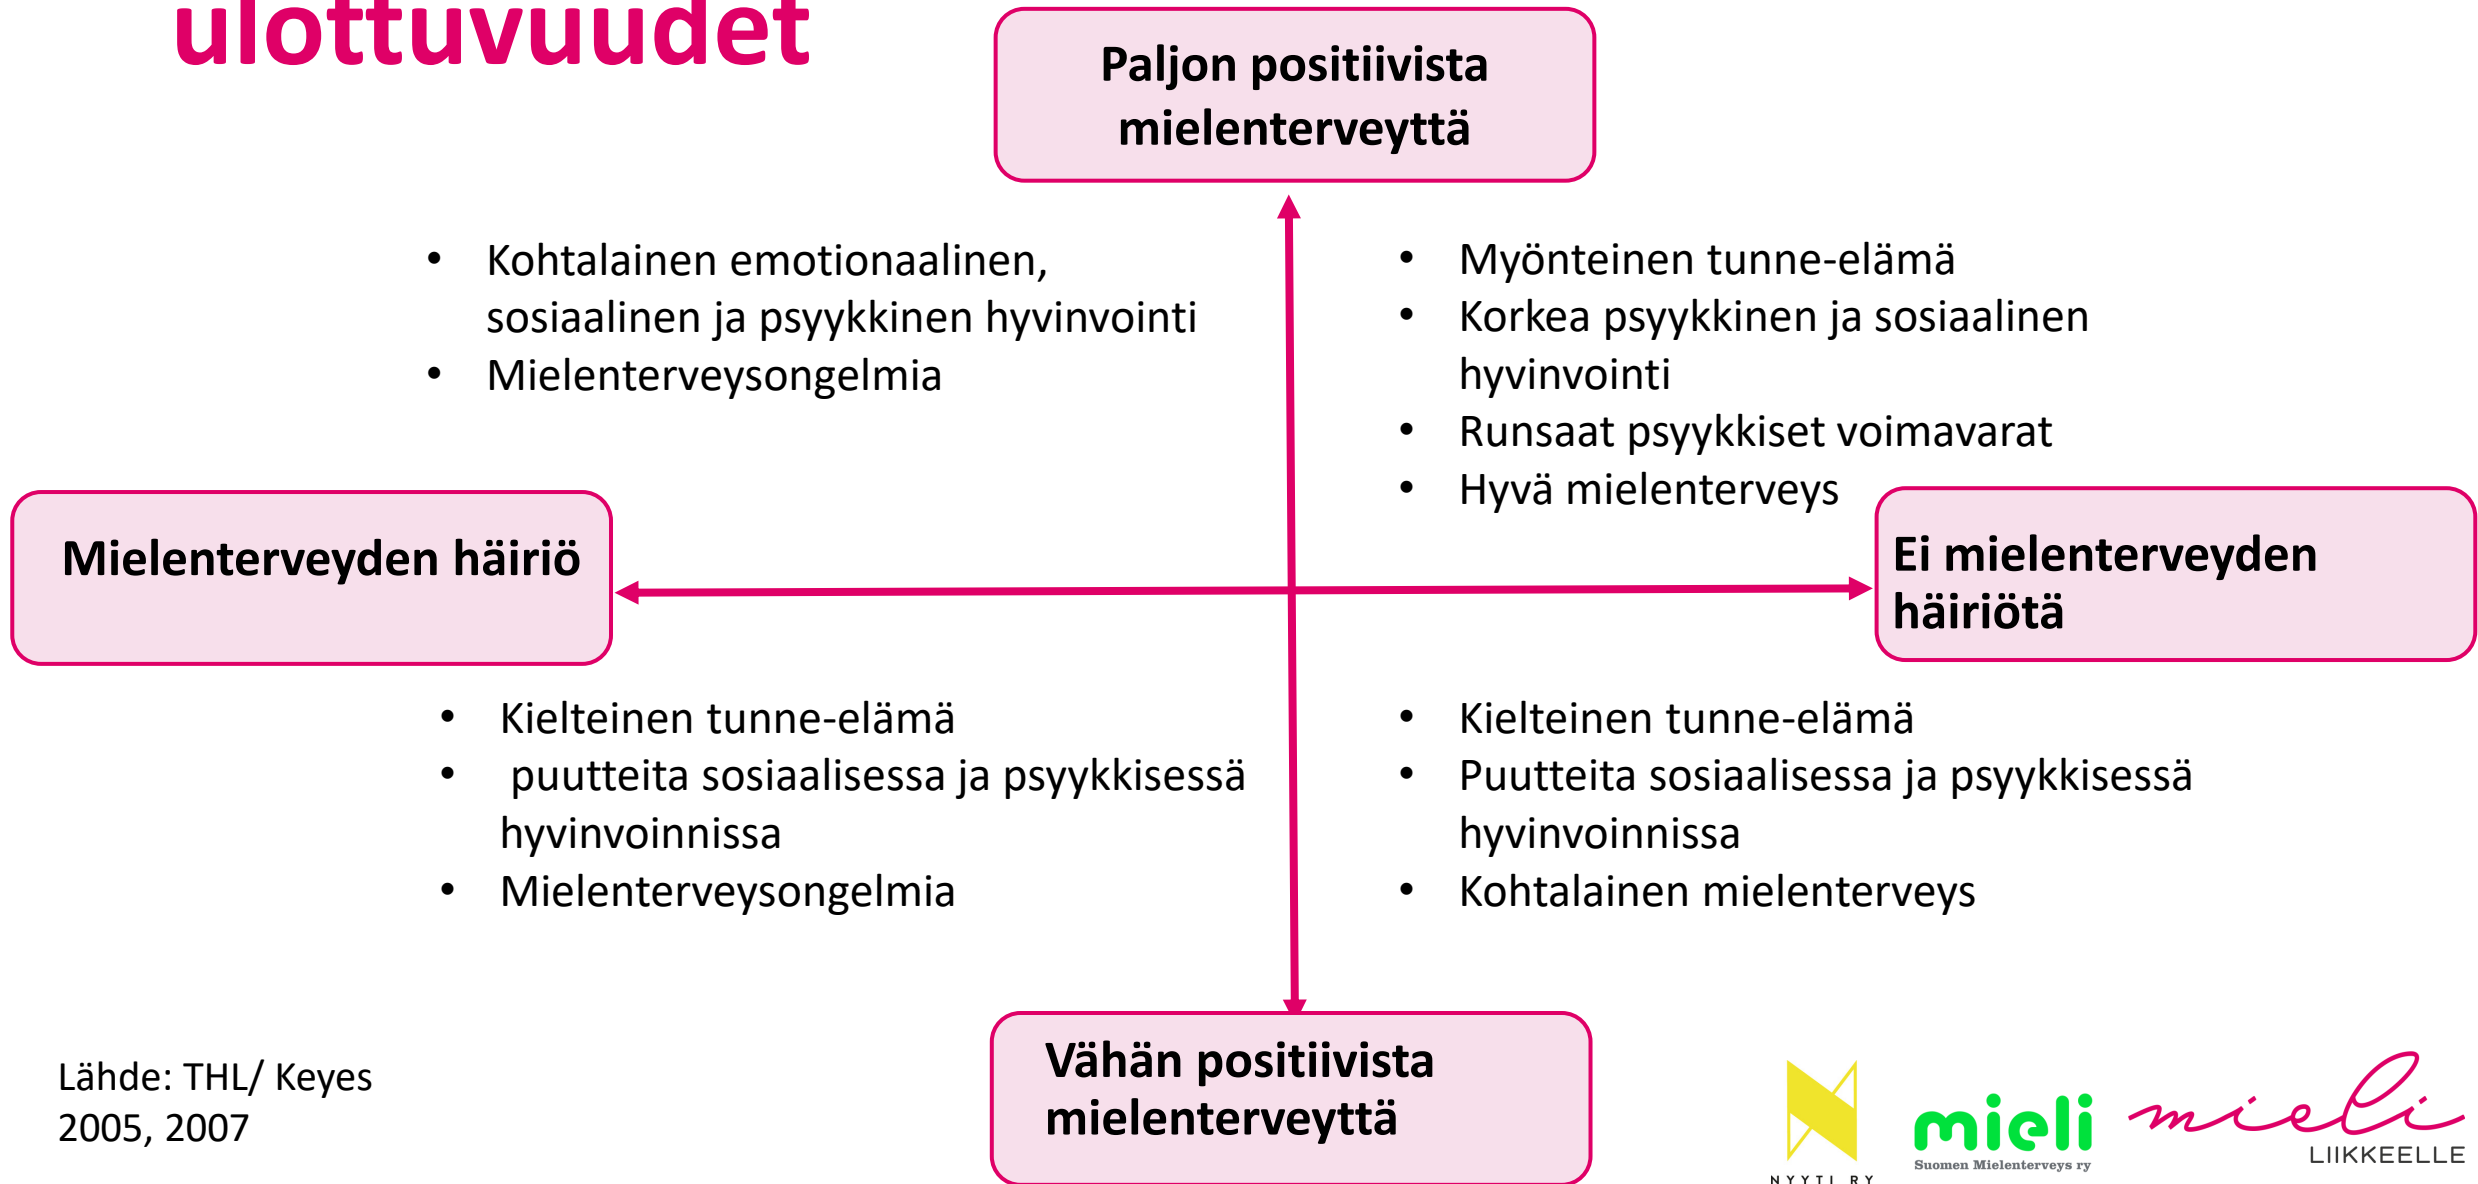 ulottuvuudet
Paljon positiivista
mielenterveyttä
• Kohtalainen emotionaalinen,
sosiaalinen ja psyykkinen hyvinvointi
• Mielenterveysongelmia
• Myönteinen tunne-elämä
• Korkea psyykkinen ja sosiaalinen
hyvinvointi
• Runsaat psyykkiset voimavarat
• Hyvä mielenterveys
Mielenterveyden häiriö
Ei mielenterveyden
häiriötä
• Kielteinen tunne-elämä
• puutteita sosiaalisessa ja psyykkisessä
hyvinvoinnissa
• Mielenterveysongelmia
• Kielteinen tunne-elämä
• Puutteita sosiaalisessa ja psyykkisessä
hyvinvoinnissa
• Kohtalainen mielenterveys
Vähän positiivista
mielenterveyttä
Lähde: THL/ Keyes
2005, 2007
NYYTI RY
mieli
Suomen Mielenterveys ry
mieli
LIIKKEELLE